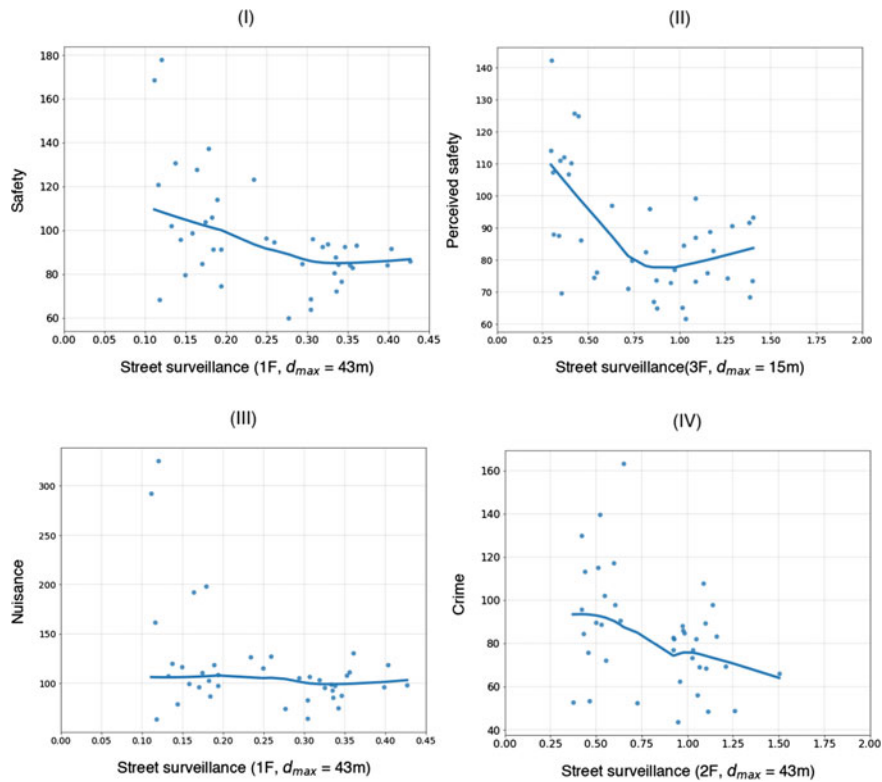 (I)
180
160
140
120
100
80
60
Safety
0.00 0.05 0.10 0.15 0.20 0.25 0.30 0.35 0.40 0.45
Street surveillance (1F, dmax = 43m)
(II)
140
130
120
110
100
90
80
70
60
Perceived safety
0.00 0.25 0.50 0.75 1.00 1.25 1.50 1.75 2.00
Street surveillance(3F, dmax = 15m)
(III)
300
250
200
150
100
50
Nuisance
0.00 0.05 0.10 0.15 0.20 0.25 0.30 0.35 0.40 0.45
Street surveillance (1F, dmax = 43m)
(IV)
160
140
120
100
80
60
40
Crime
0.25 0.50 0.75 1.00 1.25 1.50 1.75 2.00
Street surveillance (2F, dmax = 43m)